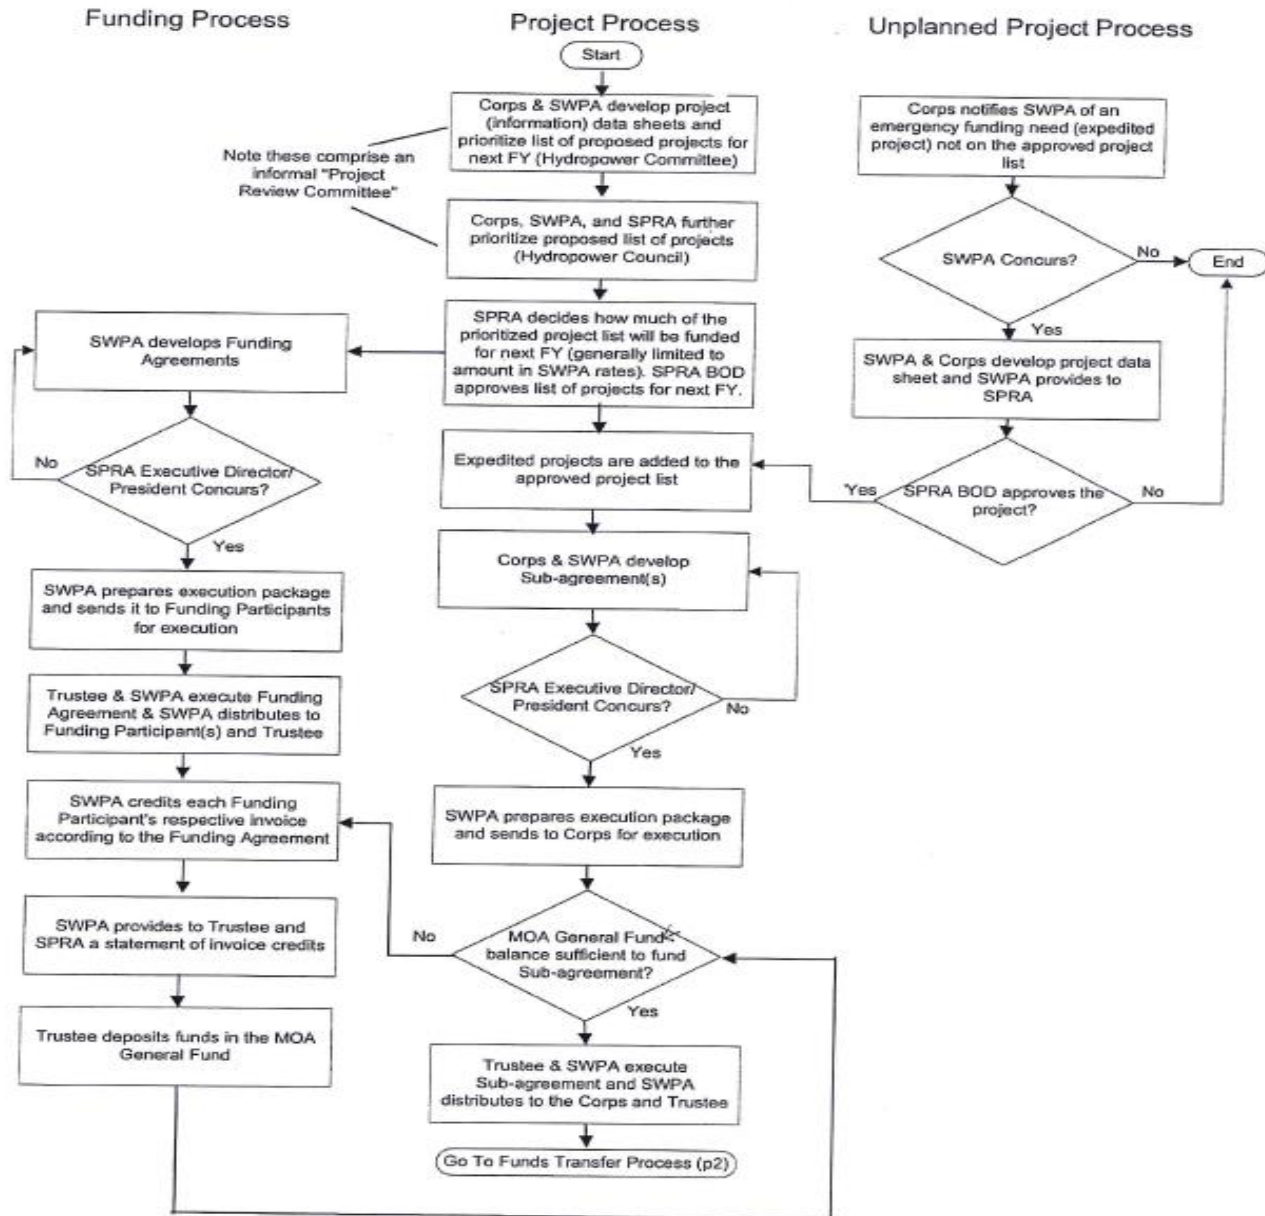 Funding Process
Project Process
Unplanned Project Process
Start
Corps & SWPA develop project
(information) data sheets and
prioritize list of proposed projects for
next FY (Hydropower Committee)
Note these comprise an
informal "Project
Review Committee"
Corps, SWPA, and SPRA further
prioritize proposed list of projects
(Hydropower Council)
SPRA decides how much of the
prioritized project list will be funded
for next FY (generally limited to
amount in SWPA rates). SPRA BOD
approves list of projects for next FY.
Expedited projects are added to the
approved project list
Corps & SWPA develop
Sub-agreement(s)
SPRA Executive Director/
President Concurs?
No
Yes
SWPA prepares execution package
and sends to Corps for execution
MOA General Fund
balance sufficient to fund
Sub-agreement?
No
Yes
Trustee & SWPA execute
Sub-agreement and SWPA
distributes to the Corps and Trustee
Go To Funds Transfer Process (p2)
SWPA develops Funding
Agreements
No
SPRA Executive Director/
President Concurs?
Yes
SWPA prepares execution package
and sends it to Funding Participants
for execution
Trustee & SWPA execute Funding
Agreement & SWPA distributes to
Funding Participant(s) and Trustee
SWPA credits each Funding
Participant's respective invoice
according to the Funding Agreement
SWPA provides to Trustee and
SPRA a statement of invoice credits
Trustee deposits funds in the MOA
General Fund
Corps notifies SWPA of an
emergency funding need (expedited
project) not on the approved project
list
SWPA Concurs?
No
End
Yes
SWPA & Corps develop project data
sheet and SWPA provides to
SPRA
Yes
SPRA BOD approves the
project?
No